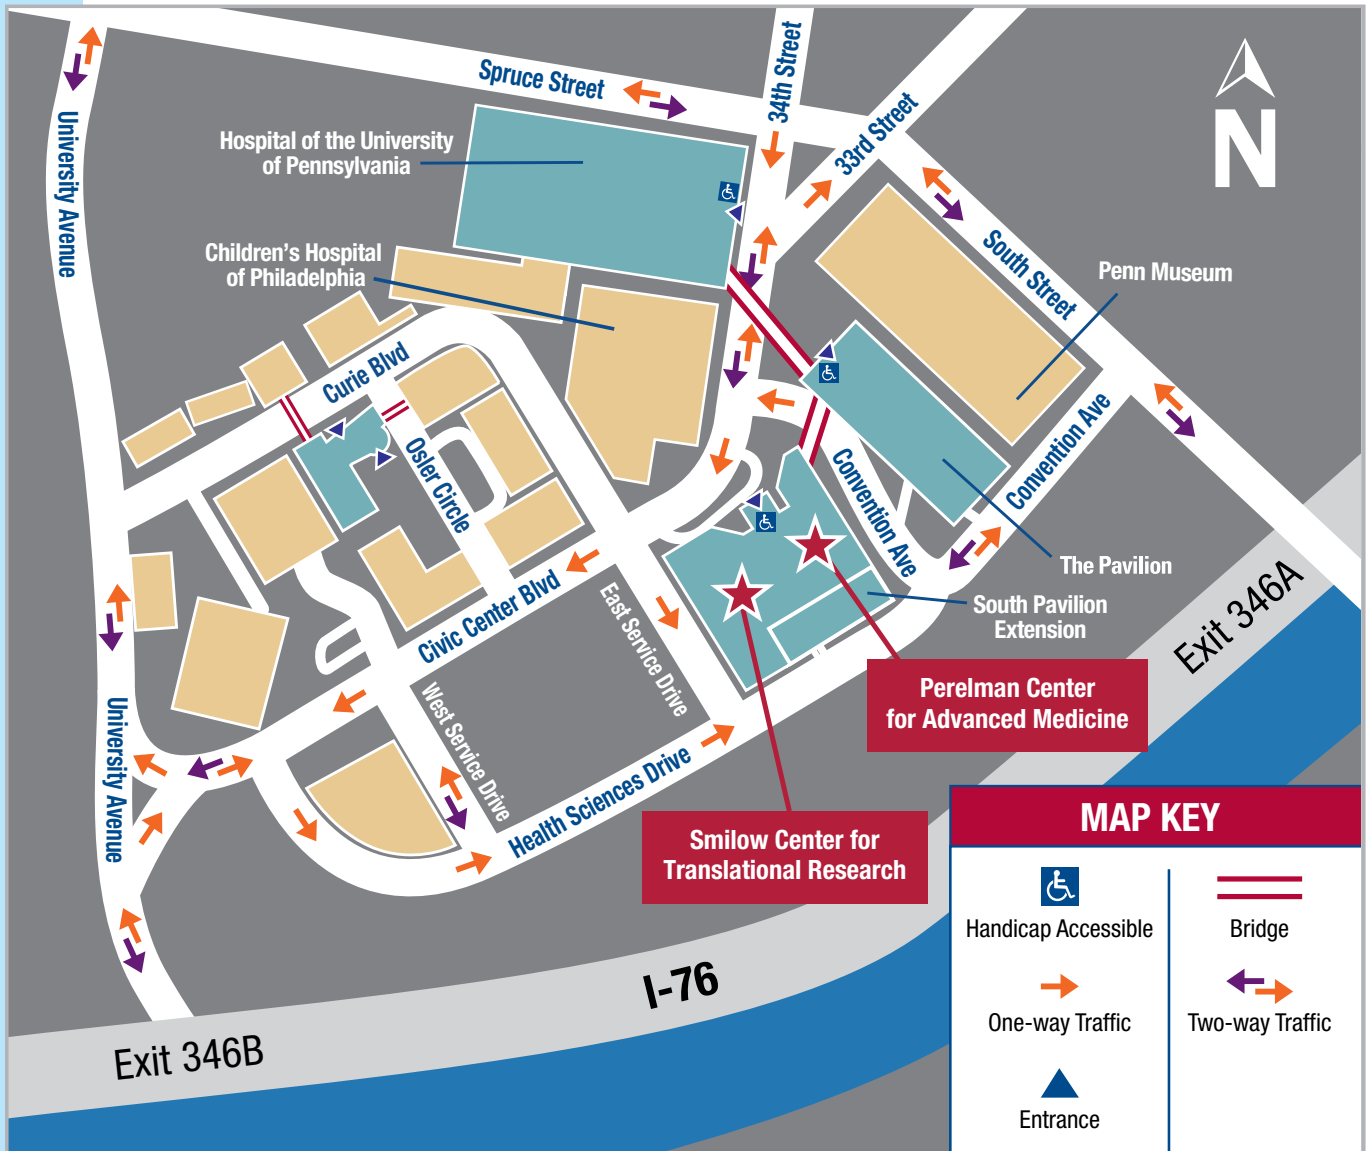 34th Street
Spruce Street
33rd Street
N
Hospital of the University
of Pennsylvania
University Avenue
Children's Hospital
of Philadelphia
South Street
Penn Museum
Curie Blvd
Osler Circle
Convention Ave
Convention Ave
The Pavilion
South Pavilion
Extension
Exit 346A
Civic Center Blvd
East Service Drive
Perelman Center
for Advanced Medicine
West Service Drive
University Avenue
Health Sciences Drive
Smilow Center for
Translational Research
I-76
Exit 346B
MAP KEY
Handicap Accessible
Bridge
One-way Traffic
Two-way Traffic
Entrance